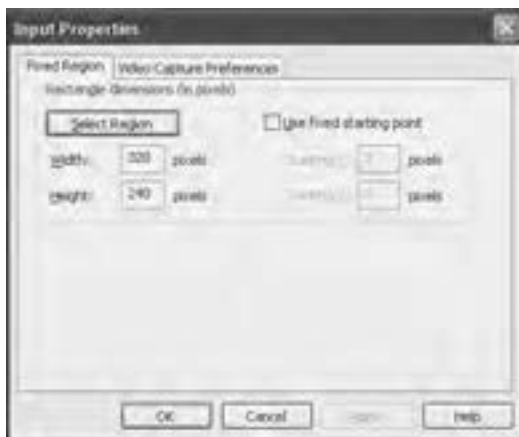 Input Properties
Fixed Region Video Capture Preferences
Rectangle dimensions (in pixels)
Select Region Use fixed starting point
Width: 320 pixels pixels
Height: 240 pixels pixels
OK Cancel Apply Help